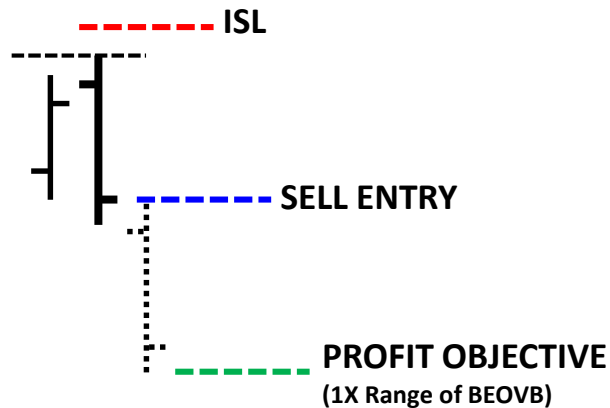 ISL
SELL ENTRY
PROFIT OBJECTIVE
(1X Range of BEOVB)